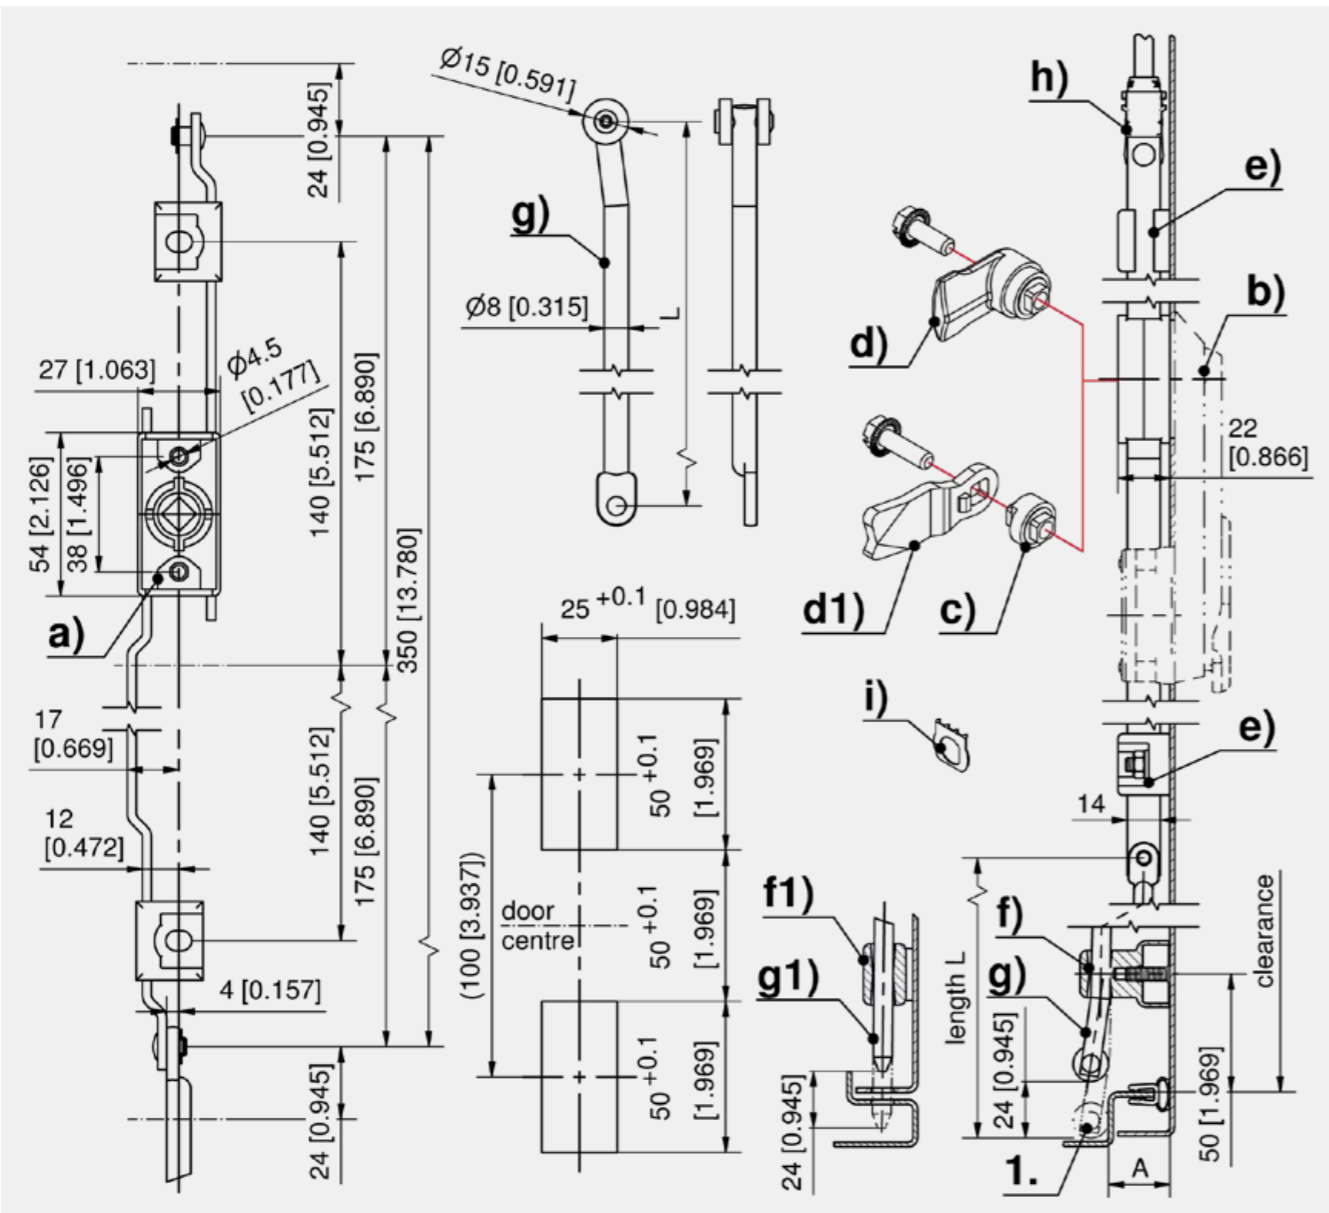 24 [0.945]
27 [1.063]
Ø4.5
[0.177]
54 [2.126]
38 [1.496]
a)
140 [5.512]
175 [6.890]
350 [13.780]
17
[0.669]
12
[0.472]
140 [5.512]
175 [6.890]
4 [0.157]
24 [0.945]
Ø15 [0.591]
g)
Ø8 [0.315]
L
25 +0.1 [0.984]
50 +0.1
[1.969]
(100 [3.937])
door
centre
50 +0.1
[1.969]
50 +0.1
[1.969]
d)
d1)
c)
i)
f1)
g1)
24 [0.945]
h)
e)
b)
22
[0.866]
e)
14
f)
g)
length L
24 [0.945]
clearance
50 [1.969]
1.
A